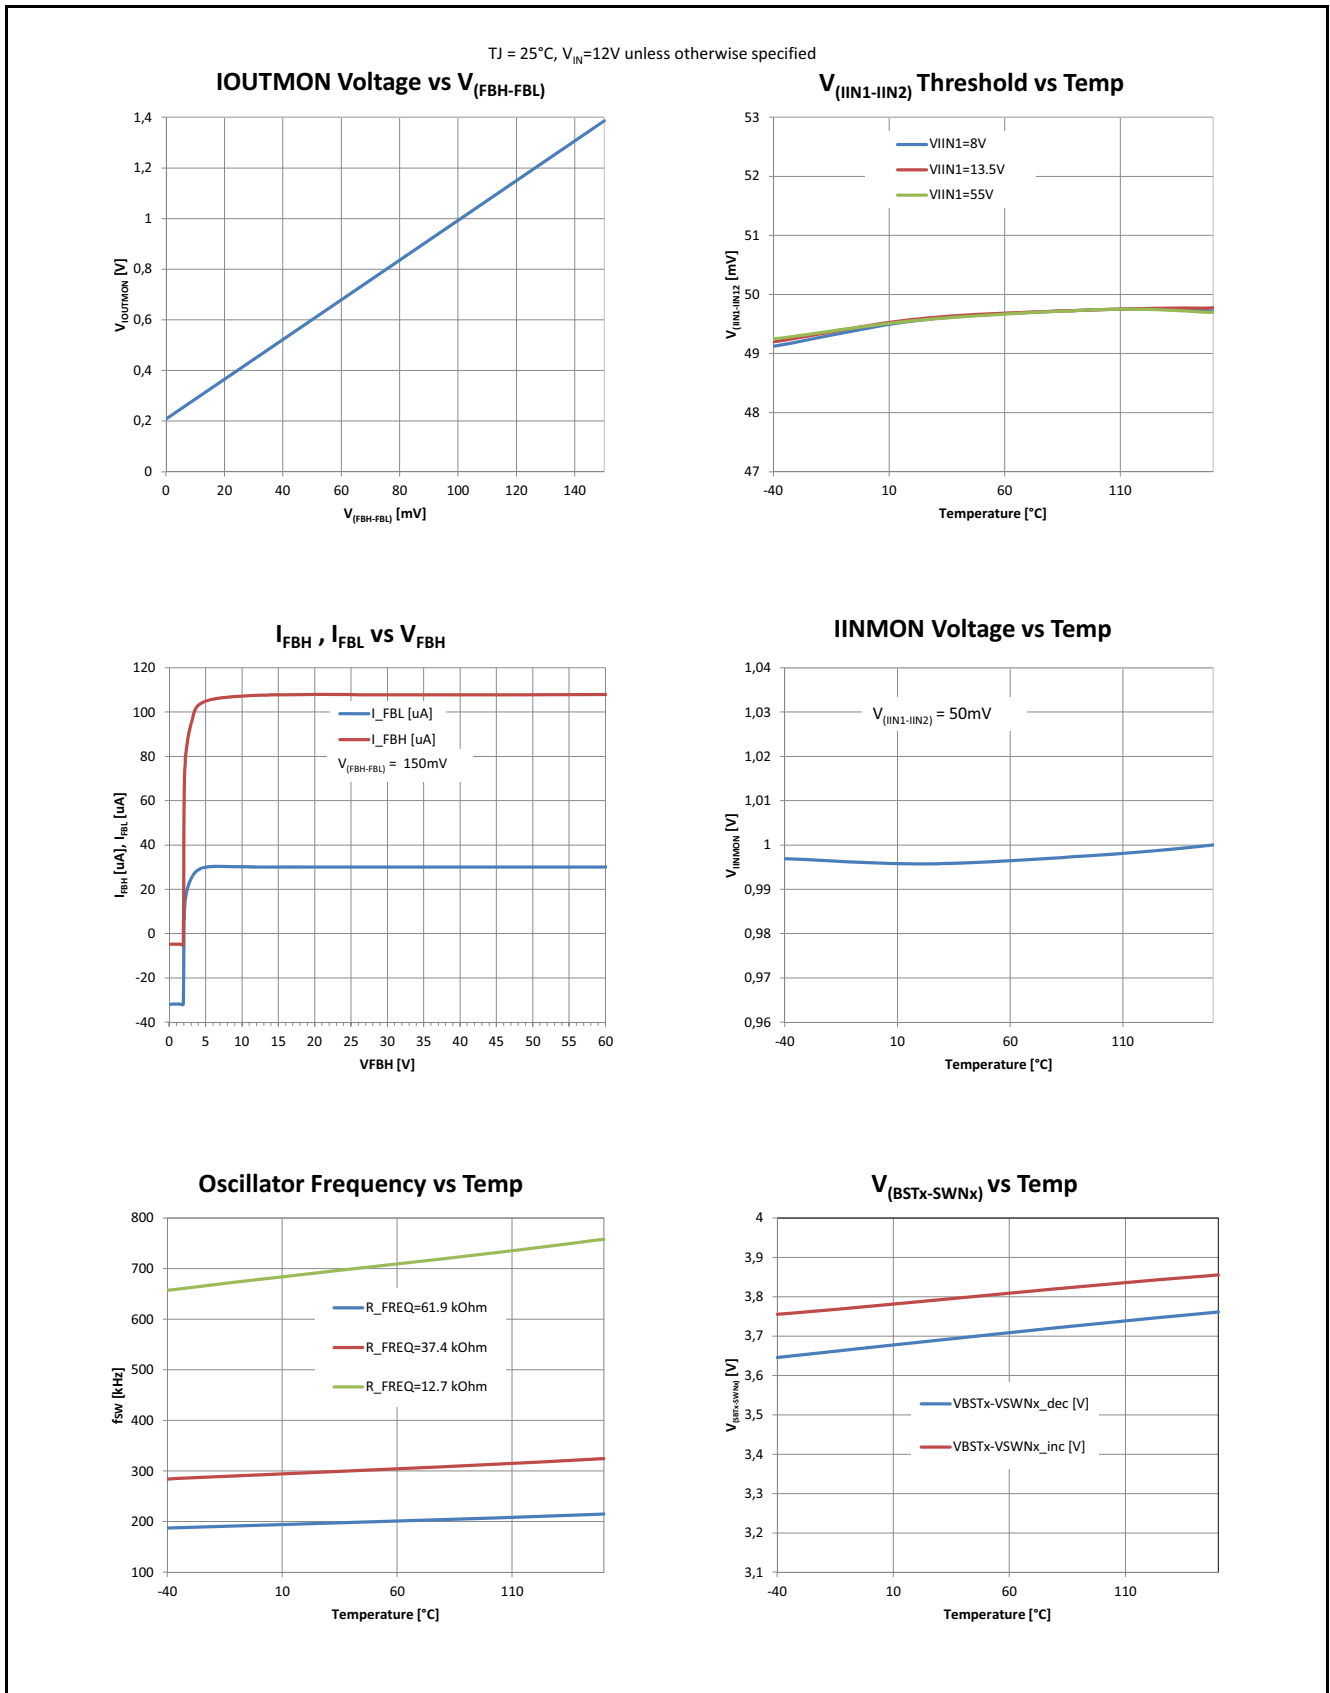 TJ = 25°C, VIN=12V unless otherwise specified
IOUTMON Voltage vs V(FBH-FBL)
1,4
1,2
1
0,8
0,6
0,4
0,2
0
VIOUTMON [V]
0 20 40 60 80 100 120 140
V(FBH-FBL) [mV]
V(IIN1-IIN2) Threshold vs Temp
53
52
51
50
49
48
47
V(IIN1-IIN12 [mV]
VIIN1=8V
VIIN1=13.5V
VIIN1=55V
-40 10 60 110
Temperature [°C]
IFBH , IFBL vs VFBH
120
100
80
60
40
20
0
-20
-40
IFBH [uA], IFBL [uA]
I_FBL [uA]
I_FBH [uA]
V(FBH-FBL) = 150mV
0 5 10 15 20 25 30 35 40 45 50 55 60
VFBH [V]
IINMON Voltage vs Temp
1,04
1,03
1,02
1,01
1
0,99
0,98
0,97
0,96
VIINMON [V]
V(IIN1-IIN2) = 50mV
-40 10 60 110
Temperature [°C]
Oscillator Frequency vs Temp
800
700
600
500
400
300
200
100
fsw [kHz]
R_FREQ=61.9 kOhm
R_FREQ=37.4 kOhm
R_FREQ=12.7 kOhm
-40 10 60 110
Temperature [°C]
V(BSTx-SWNx) vs Temp
4
3,9
3,8
3,7
3,6
3,5
3,4
3,3
3,2
3,1
[V]
VBSTx-VSWNx_dec [V]
VBSTx-VSWNx_inc [V]
-40 10 60 110
Temperature [°C]